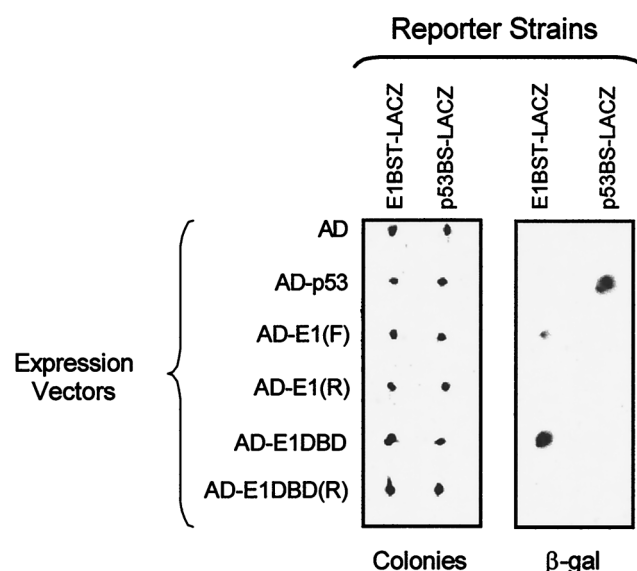 Reporter Strains
E1BST-LACZ
p53BS-LACZ
E1BST-LACZ
p53BS-LACZ
AD
AD-p53
AD-E1(F)
AD-E1(R)
AD-E1DBD
AD-E1DBD(R)
Expression
Vectors
Colonies
β-gal